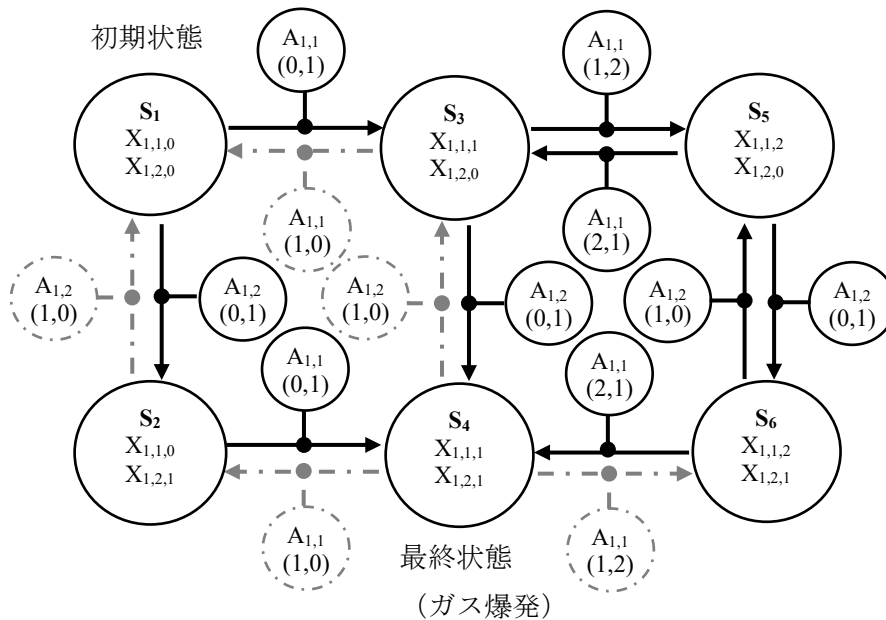 初期状態
A1,1
(0,1)
A1,1
(1,2)
S1
X1,1,0
X1,2,0
S3
X1,1,1
X1,2,0
S5
X1,1,2
X1,2,0
A1,1
(1,0)
A1,1
(2,1)
A1,2
(1,0)
A1,2
(0,1)
A1,2
(1,0)
A1,2
(0,1)
A1,2
(1,0)
A1,2
(0,1)
A1,1
(0,1)
A1,1
(2,1)
S2
X1,1,0
X1,2,1
S4
X1,1,1
X1,2,1
S6
X1,1,2
X1,2,1
A1,1
(1,0)
A1,1
(1,2)
最終状態
（ガス爆発）